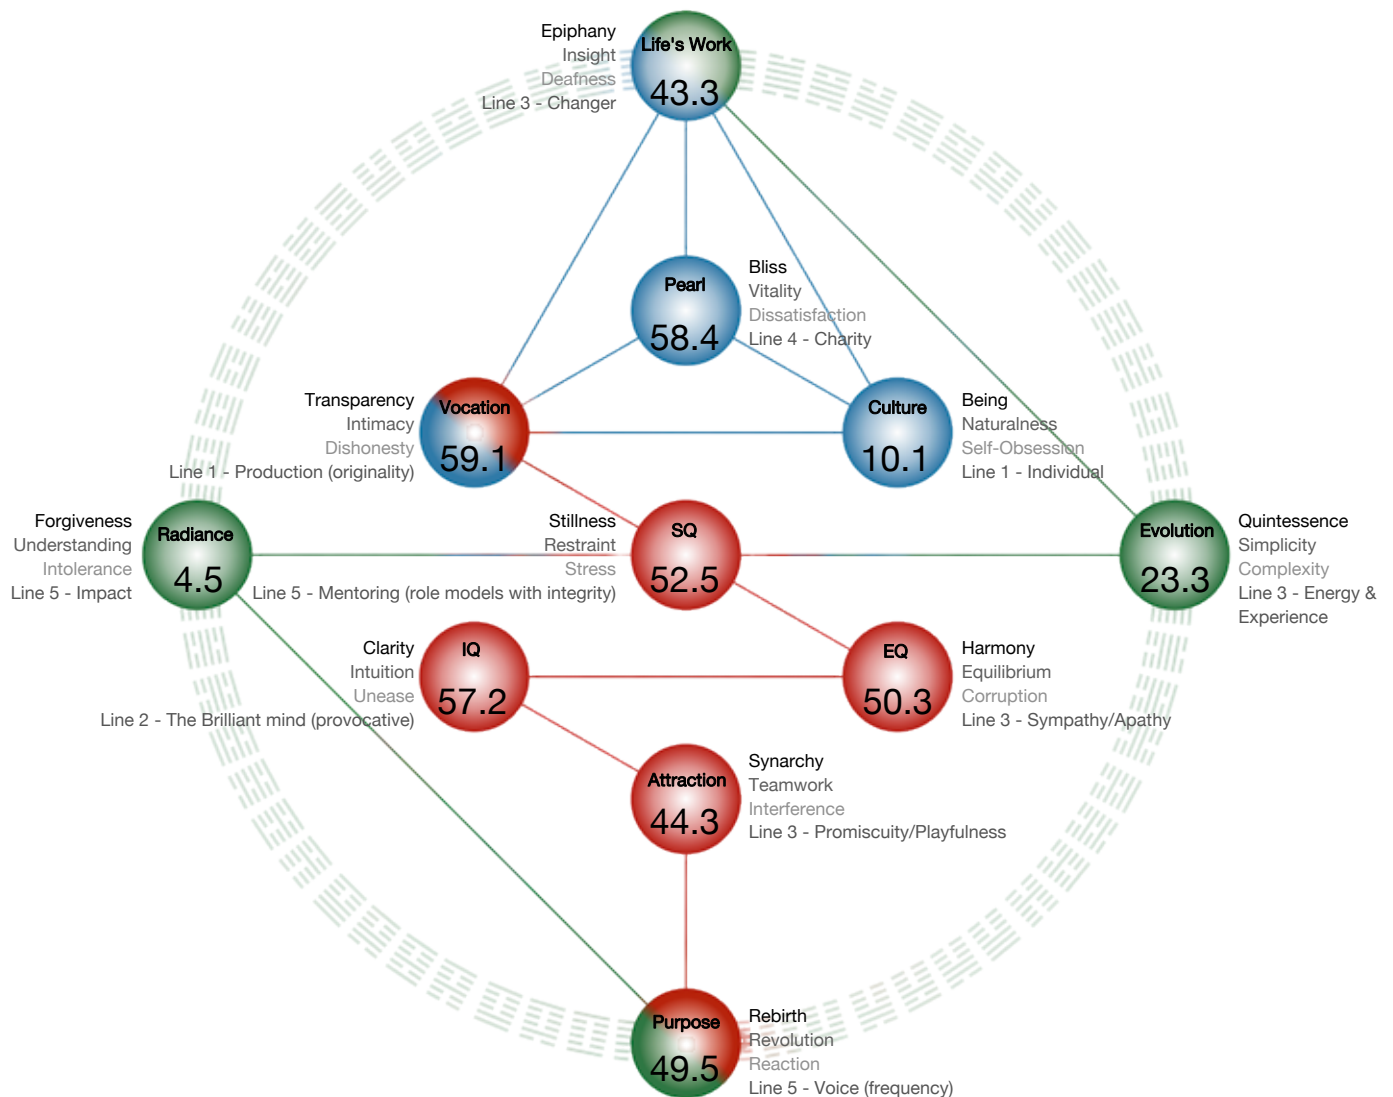 Epiphany
Insight
Deafness
Line 3 - Changer
Life's Work
43.3
Pearl
58.4
Bliss
Vitality
Dissatisfaction
Line 4 - Charity
Transparency
Intimacy
Dishonesty
Line 1 - Production (originality)
Vocation
59.1
Culture
10.1
Being
Naturalness
Self-Obsession
Line 1 - Individual
Forgiveness
Understanding
Intolerance
Line 5 - Impact
Radiance
4.5
Stillness
Restraint
Stress
Line 5 - Mentoring (role models with integrity)
SQ
52.5
Evolution
23.3
Quintessence
Simplicity
Complexity
Line 3 - Energy &
Experience
Clarity
Intuition
Unease
Line 2 - The Brilliant mind (provocative)
IQ
57.2
EQ
50.3
Harmony
Equilibrium
Corruption
Line 3 - Sympathy/Apathy
Attraction
44.3
Synarchy
Teamwork
Interference
Line 3 - Promiscuity/Playfulness
Purpose
49.5
Rebirth
Revolution
Reaction
Line 5 - Voice (frequency)